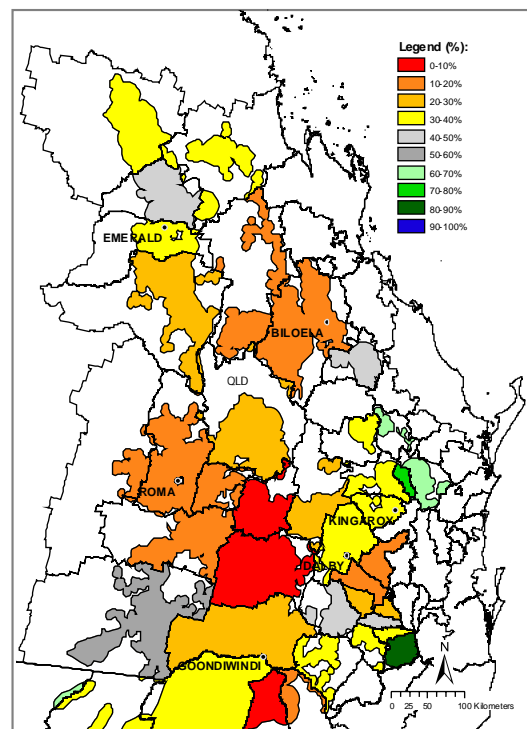 Legend (%):
0-10%
10-20%
20-30%
30-40%
40-50%
50-60%
60-70%
70-80%
80-90%
90-100%
EMERALD
BILOELA
QLD
ROMA
KINGAROY
DALBY
GOONDIWINDI
N
0 25 50 100 Kilometers